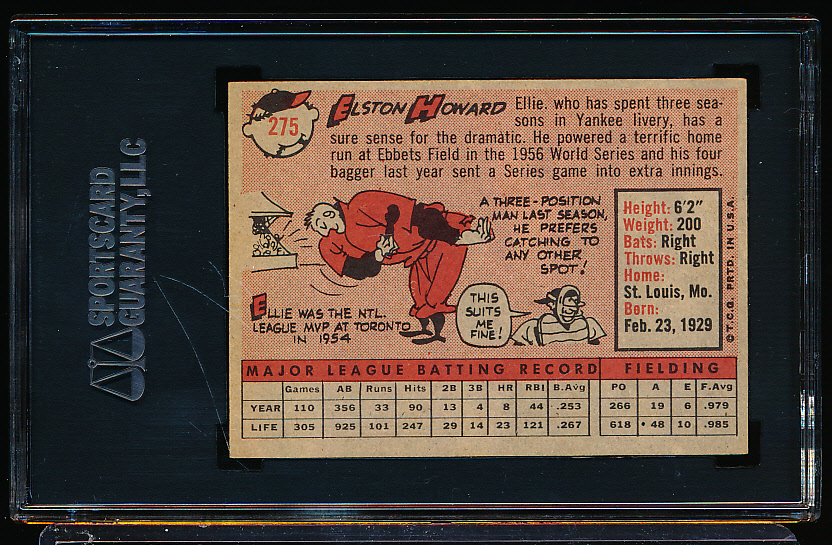 SPORTSCARD
GUARANTY, LLC
275
ELSTON HOWARD
Ellie, who has spent three sea-
sons in Yankee livery, has a
sure sense for the dramatic. He powered a terrific home
run at Ebbets Field in the 1956 World Series and his four
bagger last year sent a Series game into extra innings.
A THREE-POSITION
MAN LAST SEASON,
HE PREFERS
CATCHING TO
ANY OTHER
SPOT!
ELLIE WAS THE NTL.
LEAGUE MVP AT TORONTO
IN 1954
THIS
SUITS
ME
FINE!
Height: 6'2"
Weight: 200
Bats: Right
Throws: Right
Home:
St. Louis, Mo.
Born:
Feb. 23, 1929
© T.C.G. PRTD. IN U.S.A.
MAJOR LEAGUE BATTING RECORD FIELDING
Games AB Runs Hits 2B 3B HR RBI B.Avg PO A E F.Avg
YEAR 110 356 33 90 13 4 8 44 .253 266 19 6 .979
LIFE 305 925 101 247 29 14 23 121 .267 618 48 10 .985